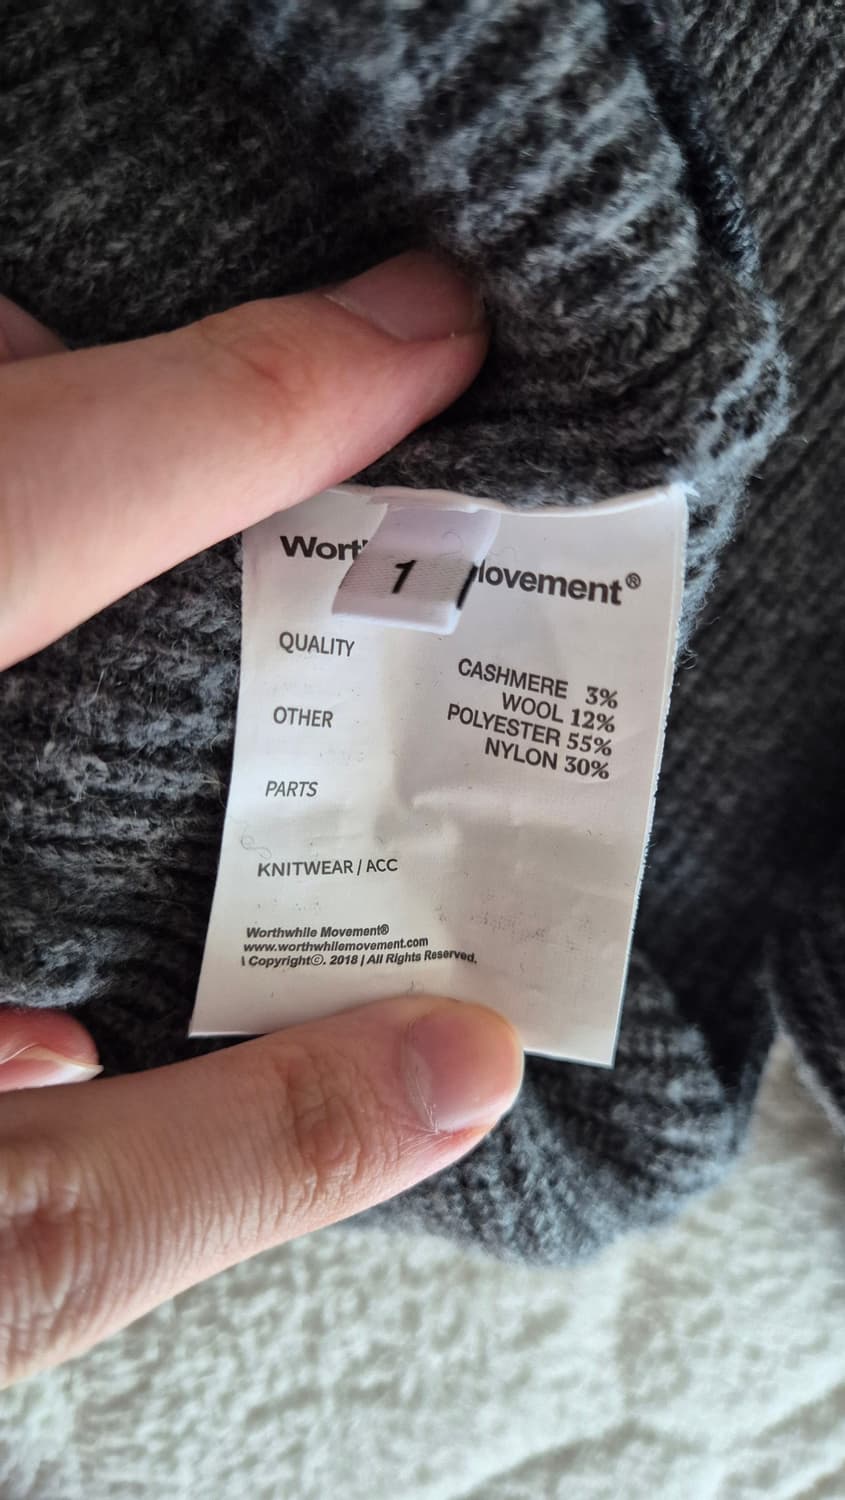 Wort ovement®
1
QUALITY
CASHMERE 3%
WOOL 12%
POLYESTER 55%
NYLON 30%
OTHER
PARTS
KNITWEAR / ACC
Worthwhile Movement®
www.worthwhilemovement.com
| Copyright©. 2018 | All Rights Reserved.